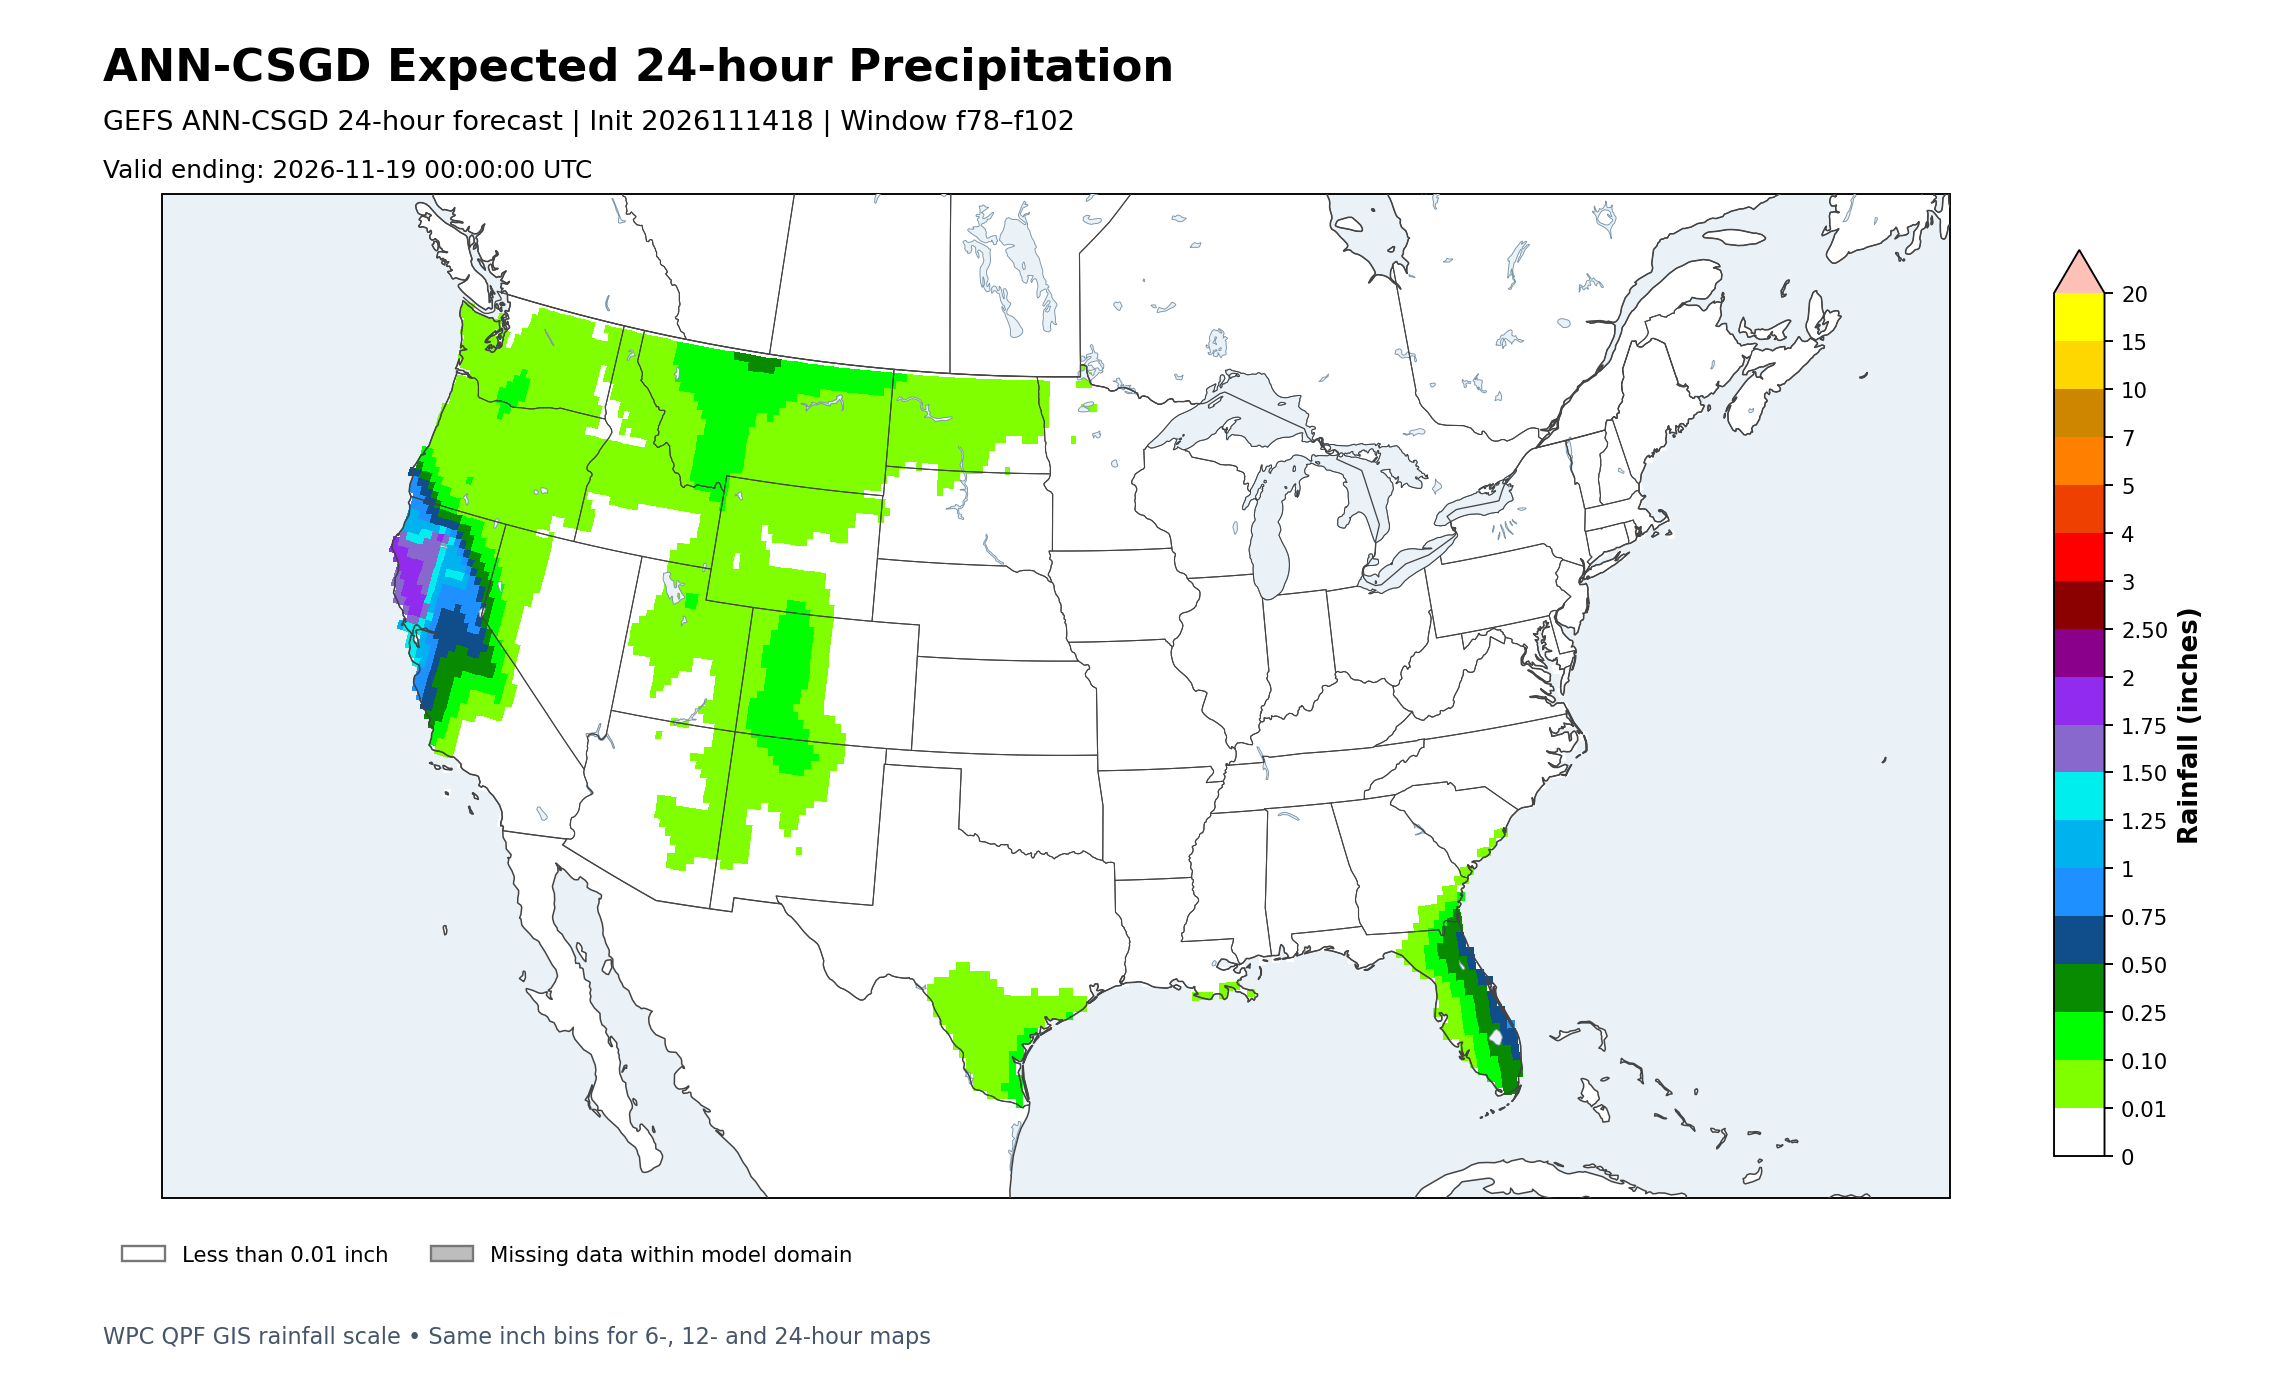 ANN-CSGD Expected 24-hour Precipitation
GEFS ANN-CSGD 24-hour forecast | Init 2026111418 | Window f78–f102
Valid ending: 2026-11-19 00:00:00 UTC
20
15
10
7
5
4
3
2.50
2
1.75
1.50
1.25
1
0.75
0.50
0.25
0.10
0.01
0
Rainfall (inches)
Less than 0.01 inch
Missing data within model domain
WPC QPF GIS rainfall scale • Same inch bins for 6-, 12- and 24-hour maps